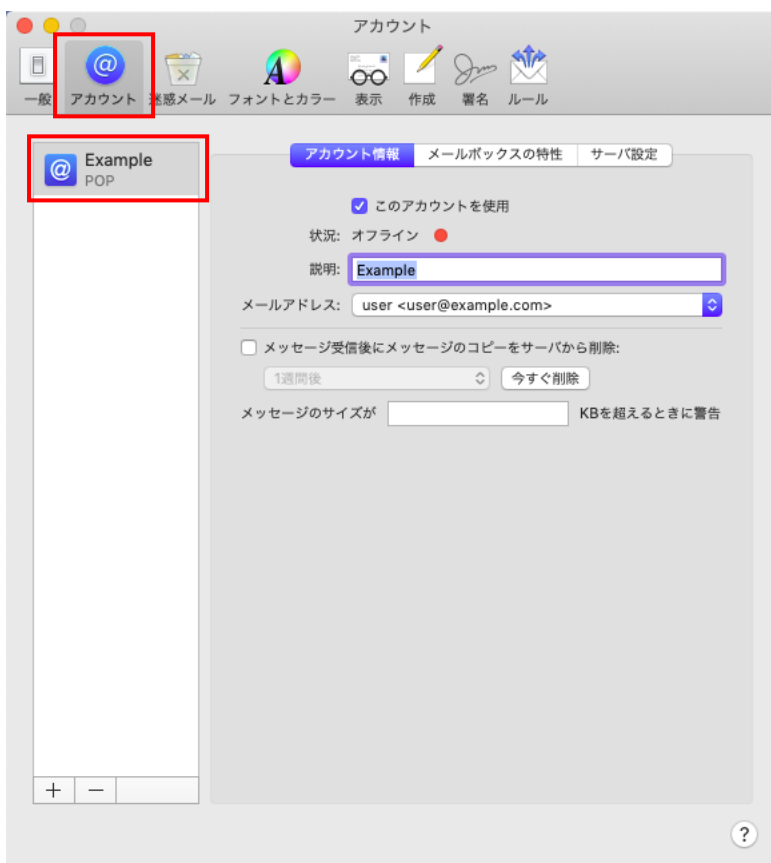 アカウント
一般 アカウント 迷惑メール フォントとカラー 表示 作成 署名 ルール
Example
POP
アカウント情報 メールボックスの特性 サーバ設定
このアカウントを使用
状況: オフライン
説明: Example
メールアドレス: user <user@example.com>
メッセージ受信後にメッセージのコピーをサーバから削除:
1週間後 今すぐ削除
メッセージのサイズが KBを超えるときに警告
+ −
?